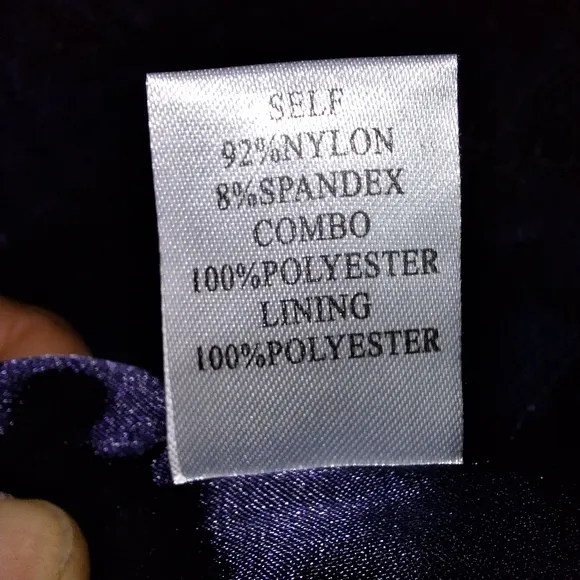 SELF
92%NYLON
8%SPANDEX
COMBO
100%POLYESTER
LINING
100%POLYESTER